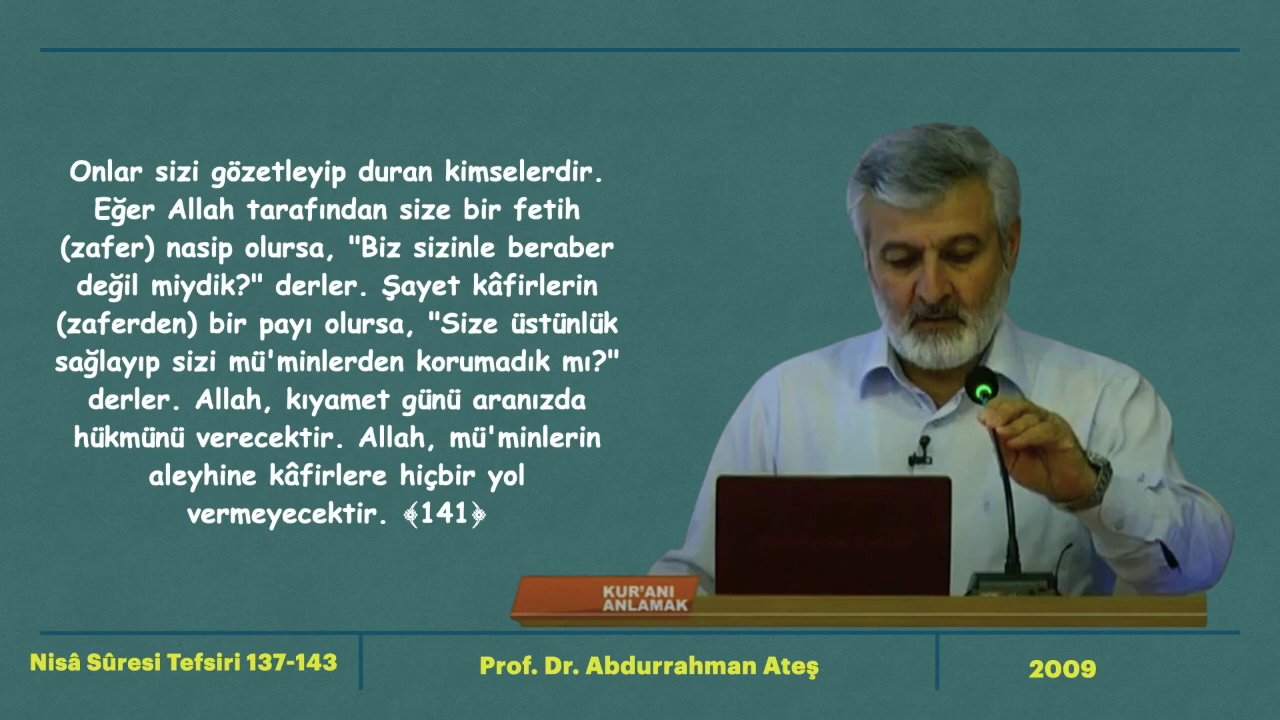 Onlar sizi gözetleyip duran kimselerdir.
Eğer Allah tarafından size bir fetih
(zafer) nasip olursa, "Biz sizinle beraber
değil miydik?" derler. Şayet kâfirlerin
(zaferden) bir payı olursa, "Size üstünlük
sağlayıp sizi mü'minlerden korumadık mı?"
derler. Allah, kıyamet günü aranızda
hükmünü verecektir. Allah, mü'minlerin
aleyhine kâfirlere hiçbir yol
vermeyecektir. ﴾141﴿
KUR'ANI
ANLAMAK
Nisâ Sûresi Tefsiri 137-143
Prof. Dr. Abdurrahman Ateş
2009